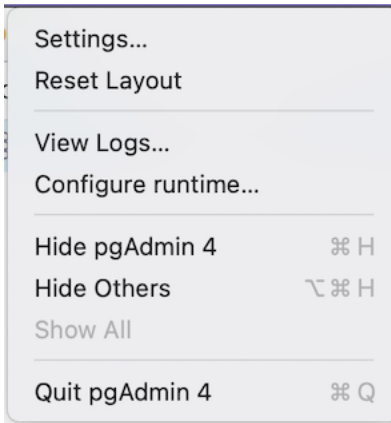 Settings...
Reset Layout
View Logs...
Configure runtime...
Hide pgAdmin 4 ⌘ H
Hide Others ⌥ ⌘ H
Show All
Quit pgAdmin 4 ⌘ Q